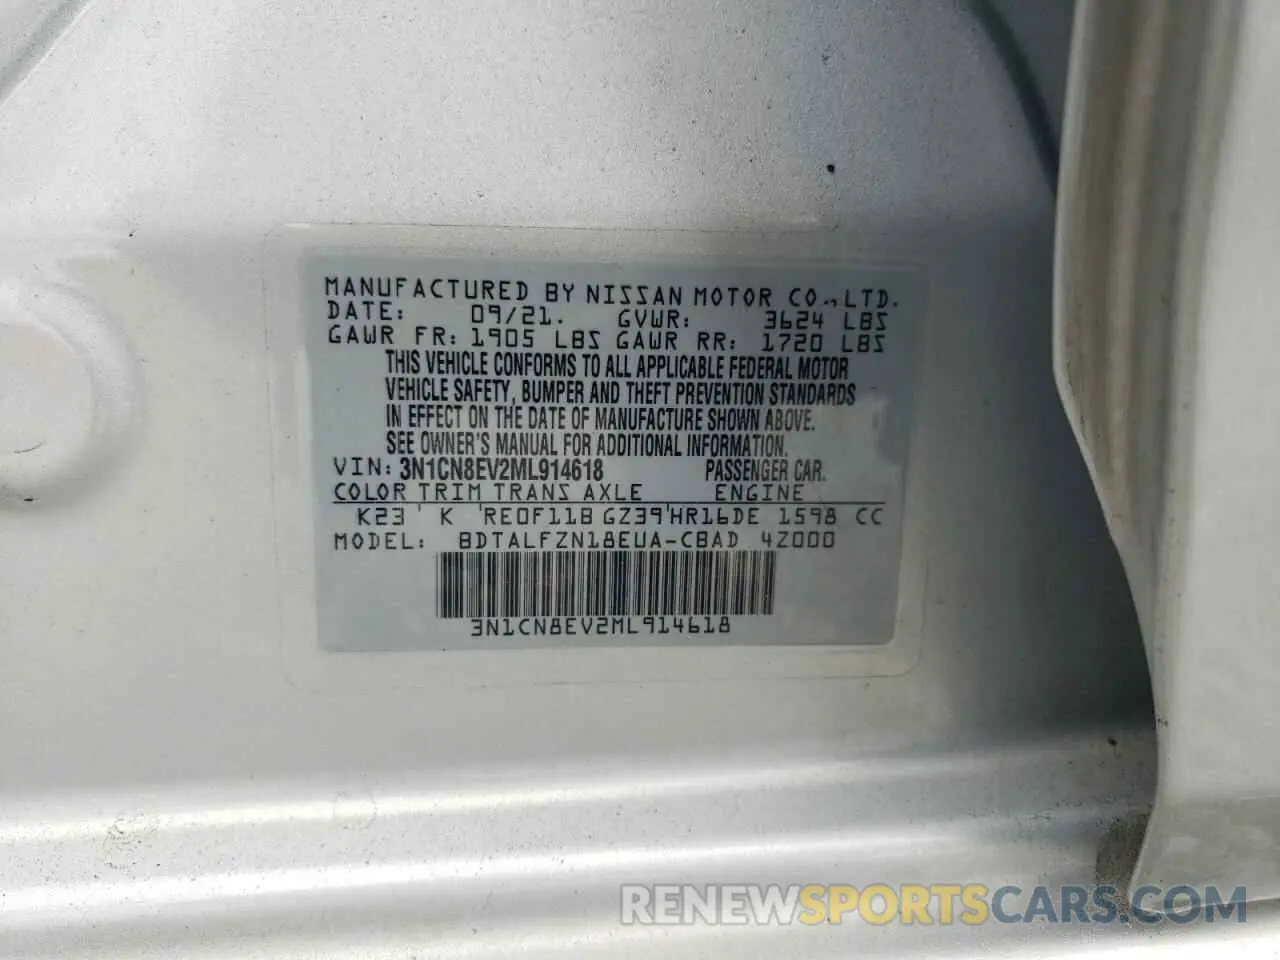 MANUFACTURED BY NISSAN MOTOR CO.,LTD.
DATE: 09/21. GVWR: 3624 LBS
GAWR FR: 1905 LBS GAWR RR: 1720 LBS
THIS VEHICLE CONFORMS TO ALL APPLICABLE FEDERAL MOTOR
VEHICLE SAFETY, BUMPER AND THEFT PREVENTION STANDARDS
IN EFFECT ON THE DATE OF MANUFACTURE SHOWN ABOVE.
SEE OWNER'S MANUAL FOR ADDITIONAL INFORMATION.
VIN: 3N1CN8EV2ML914618 PASSENGER CAR.
COLOR TRIM TRANS AXLE ENGINE
K23 ' K 'RE0F11B GZ39'HR16DE 1598 CC
MODEL: BDTALFZN18EUA-CBAD 4Z000
3N1CN8EV2ML914618
RENEWSPORTSCARS.COM